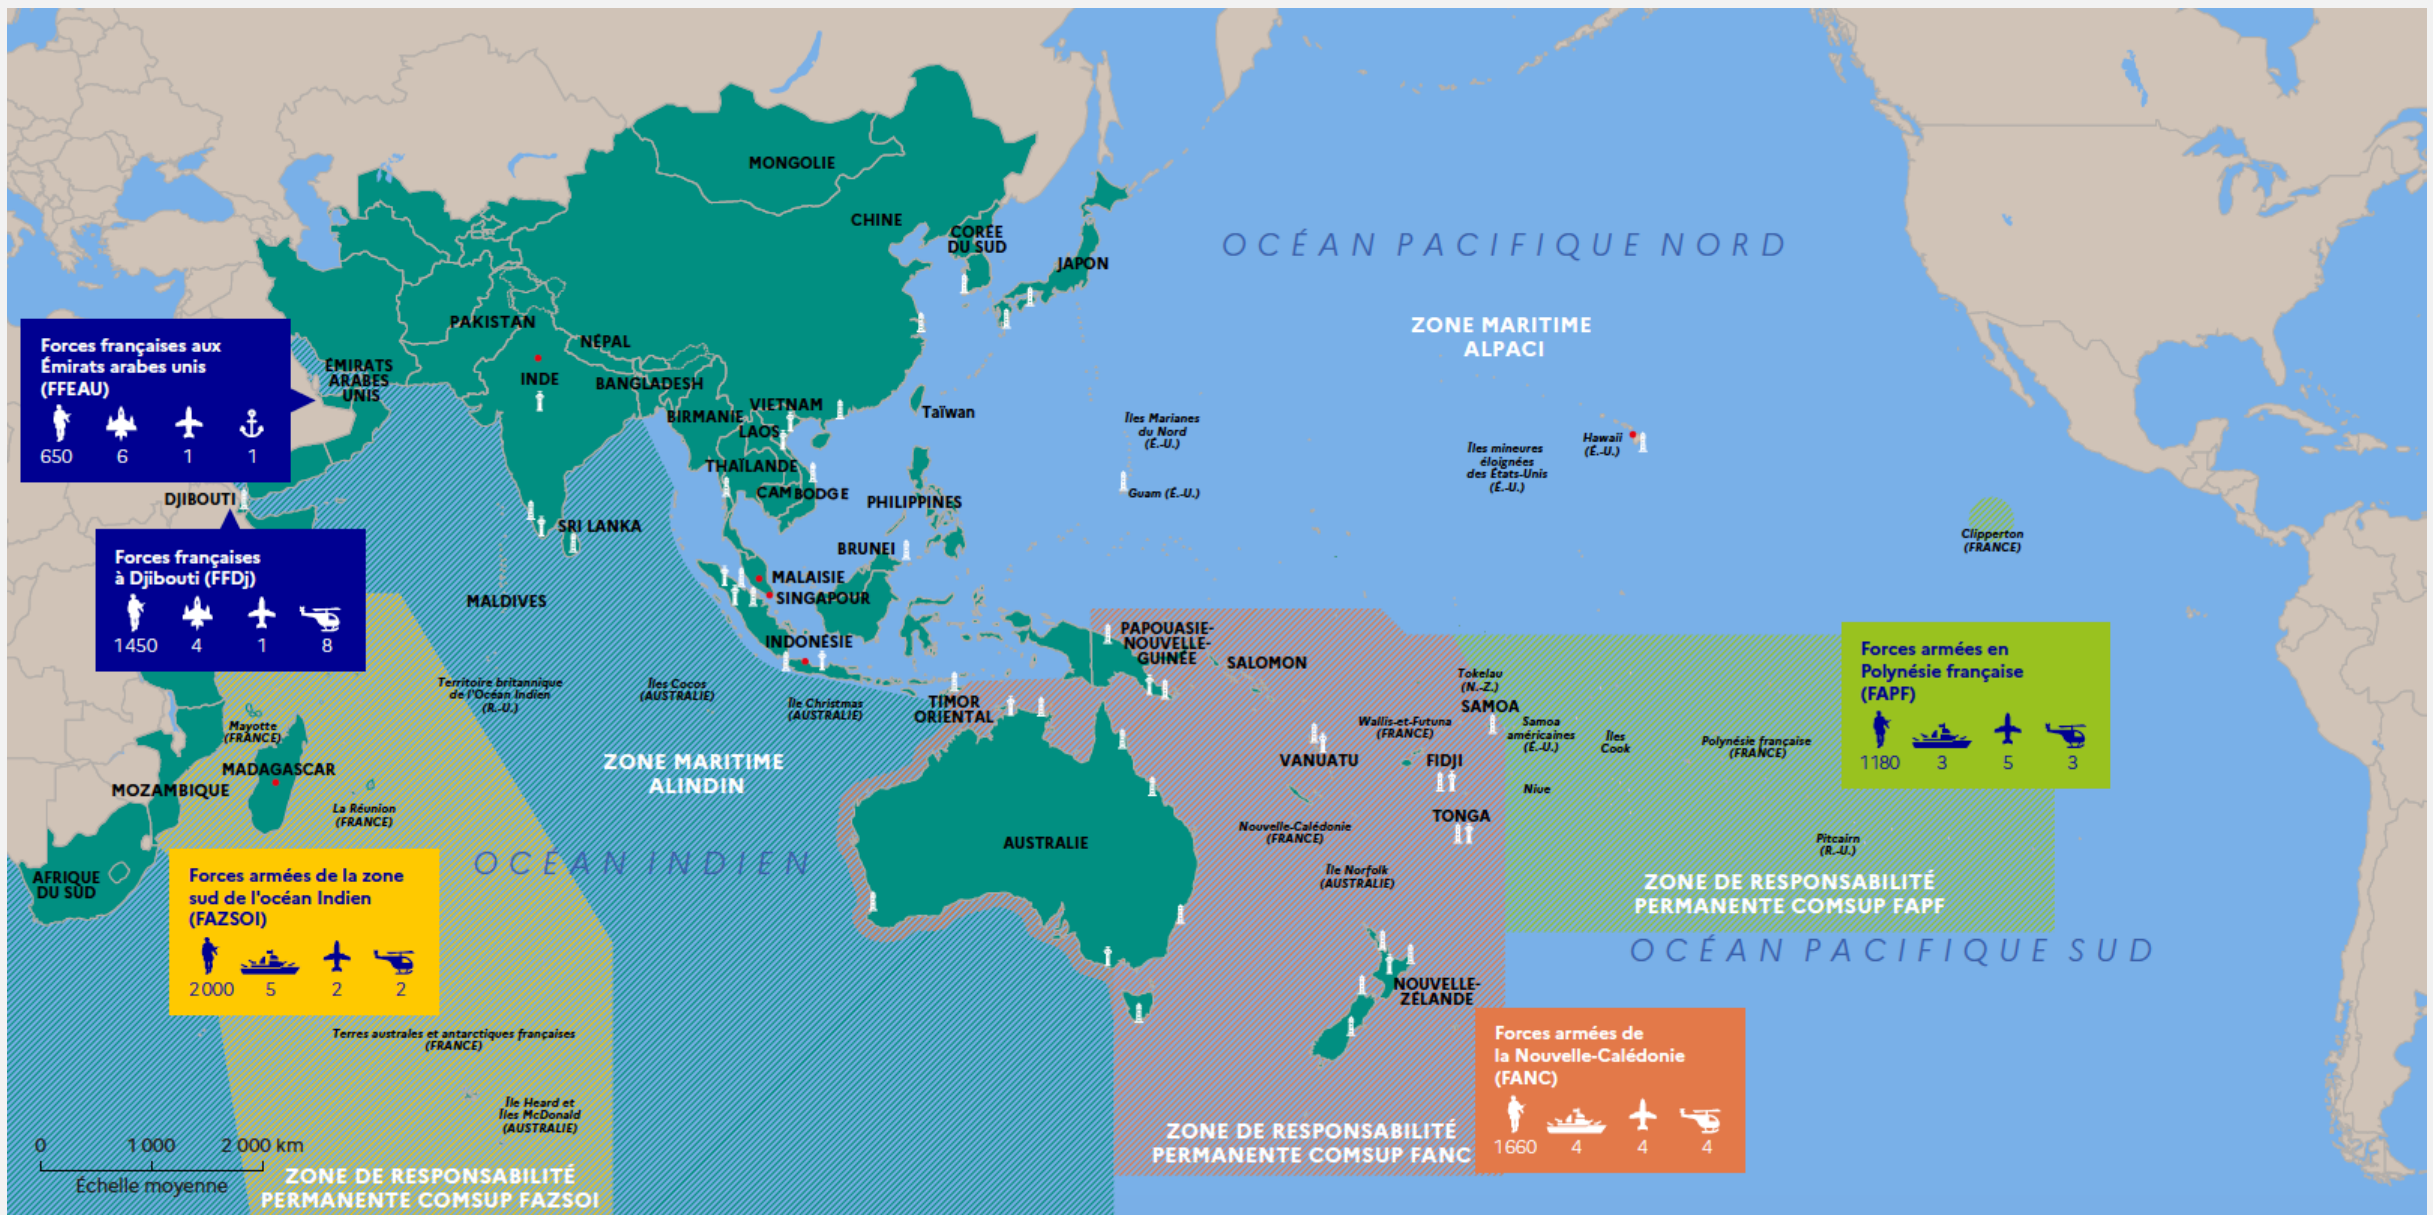 MONGOLIE
CHINE
CORÉE
DU SUD
JAPON
OCÉAN PACIFIQUE NORD
ZONE MARITIME
ALPACI
PAKISTAN
NÉPAL
INDE
BANGLADESH
ÉMIRATS
ARABES
UNIS
Forces françaises aux
Émirats arabes unis
(FFEAU)
650 6 1 1
BIRMANIE
VIETNAM
LAOS
THAÏLANDE
CAMBODGE
Taïwan
PHILIPPINES
Îles Marianes
du Nord
(É.-U.)
Guam (É.-U.)
Îles mineures
éloignées
des États-Unis
(É.-U.)
Hawaii
(É.-U.)
Clipperton
(FRANCE)
DJIBOUTI
Forces françaises
à Djibouti (FFDj)
1450 4 1 8
SRI LANKA
MALDIVES
BRUNEI
MALAISIE
SINGAPOUR
INDONÉSIE
PAPOUASIE-
NOUVELLE-
GUINÉE
SALOMON
Tokelau
(N.-Z.)
SAMOA
Samoa
américaines
(É.-U.)
Îles
Cook
Polynésie française
(FRANCE)
Forces armées en
Polynésie française
(FAPF)
1180 3 5 3
Territoire britannique
de l'Océan Indien
(R.-U.)
Îles Cocos
(AUSTRALIE)
Île Christmas
(AUSTRALIE)
TIMOR
ORIENTAL
Wallis-et-Futuna
(FRANCE)
VANUATU
FIDJI
Niue
TONGA
Mayotte
(FRANCE)
MADAGASCAR
MOZAMBIQUE
La Réunion
(FRANCE)
ZONE MARITIME
ALINDIN
OCÉAN INDIEN
AUSTRALIE
Nouvelle-Calédonie
(FRANCE)
Île Norfolk
(AUSTRALIE)
Pitcairn
(R.-U.)
ZONE DE RESPONSABILITÉ
PERMANENTE COMSUP FAPF
OCÉAN PACIFIQUE SUD
AFRIQUE
DU SUD
Forces armées de la zone
sud de l'océan Indien
(FAZSOI)
2000 5 2 2
NOUVELLE-
ZÉLANDE
Terres australes et antarctiques françaises
(FRANCE)
Île Heard et
Îles McDonald
(AUSTRALIE)
Forces armées de
la Nouvelle-Calédonie
(FANC)
1660 4 4 4
ZONE DE RESPONSABILITÉ
PERMANENTE COMSUP FANC
0 1 000 2 000 km
Échelle moyenne
ZONE DE RESPONSABILITÉ
PERMANENTE COMSUP FAZSOI